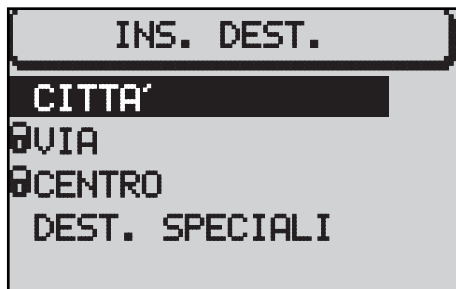 INS. DEST.
CITTA´
VIA
CENTRO
DEST. SPECIALI